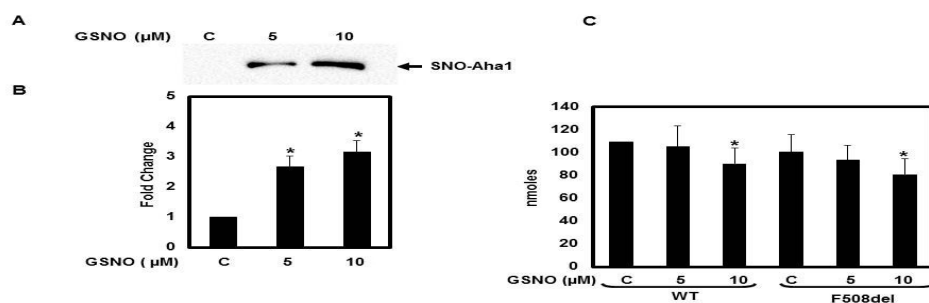 A
GSNO (µM) C 5 10
SNO-Aha1
B
5
4
3
2
1
0
Fold Change
* *
C 5 10
GSNO ( µM)
C
140
120
100
80
60
40
20
0
nmoles
* *
GSNO (µM) C 5 10 C 5 10
WT F508del